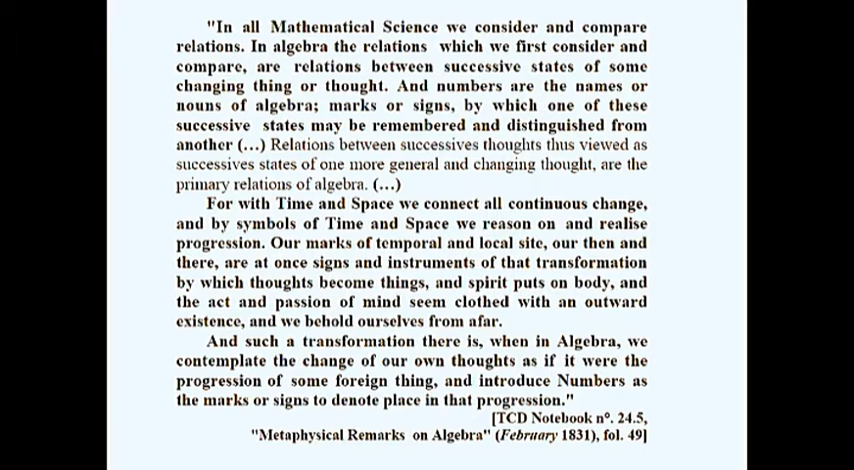 "In all Mathematical Science we consider and compare
relations. In algebra the relations which we first consider and
compare, are relations between successive states of some
changing thing or thought. And numbers are the names or
nouns of algebra; marks or signs, by which one of these
successive states may be remembered and distinguished from
another (...) Relations between successives thoughts thus viewed as
successives states of one more general and changing thought, are the
primary relations of algebra. (...)
For with Time and Space we connect all continuous change,
and by symbols of Time and Space we reason on and realise
progression. Our marks of temporal and local site, our then and
there, are at once signs and instruments of that transformation
by which thoughts become things, and spirit puts on body, and
the act and passion of mind seem clothed with an outward
existence, and we behold ourselves from afar.
And such a transformation there is, when in Algebra, we
contemplate the change of our own thoughts as if it were the
progression of some foreign thing, and introduce Numbers as
the marks or signs to denote place in that progression."
[TCD Notebook nº. 24.5,
"Metaphysical Remarks on Algebra" (February 1831), fol. 49]